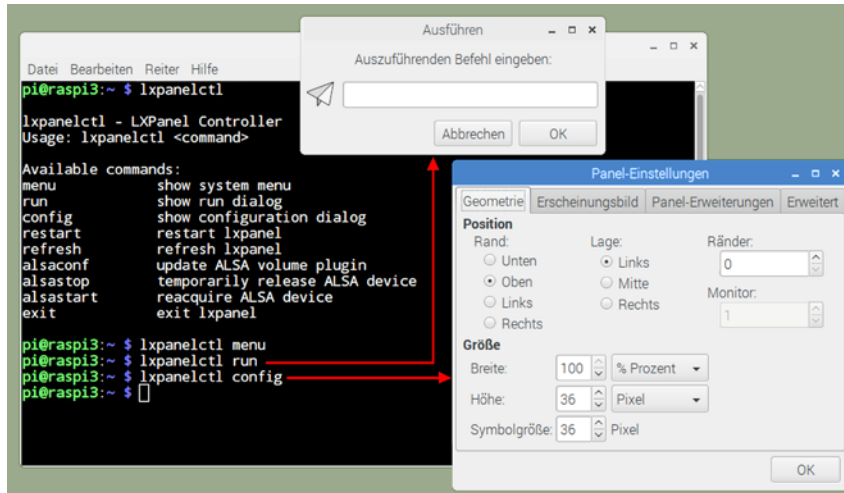 Ausführen
Auszuführenden Befehl eingeben:
Abbrechen OK
Datei Bearbeiten Reiter Hilfe
pi@raspi3:~ $ lxpanelctl
lxpanelctl - LXPanel Controller
Usage: lxpanelctl <command>
Available commands:
menu show system menu
run show run dialog
config show configuration dialog
restart restart lxpanel
refresh refresh lxpanel
alsaconf update ALSA volume plugin
alsastop temporarily release ALSA device
alsastart reacquire ALSA device
exit exit lxpanel
pi@raspi3:~ $ lxpanelctl menu
pi@raspi3:~ $ lxpanelctl run
pi@raspi3:~ $ lxpanelctl config
pi@raspi3:~ $
Panel-Einstellungen
Geometrie Erscheinungsbild Panel-Erweiterungen Erweitert
Position
Rand: Lage: Ränder:
Unten Links 0
Oben Mitte Monitor:
Links Rechts 1
Rechts
Größe
Breite: 100 % Prozent
Höhe: 36 Pixel
Symbolgröße: 36 Pixel
OK